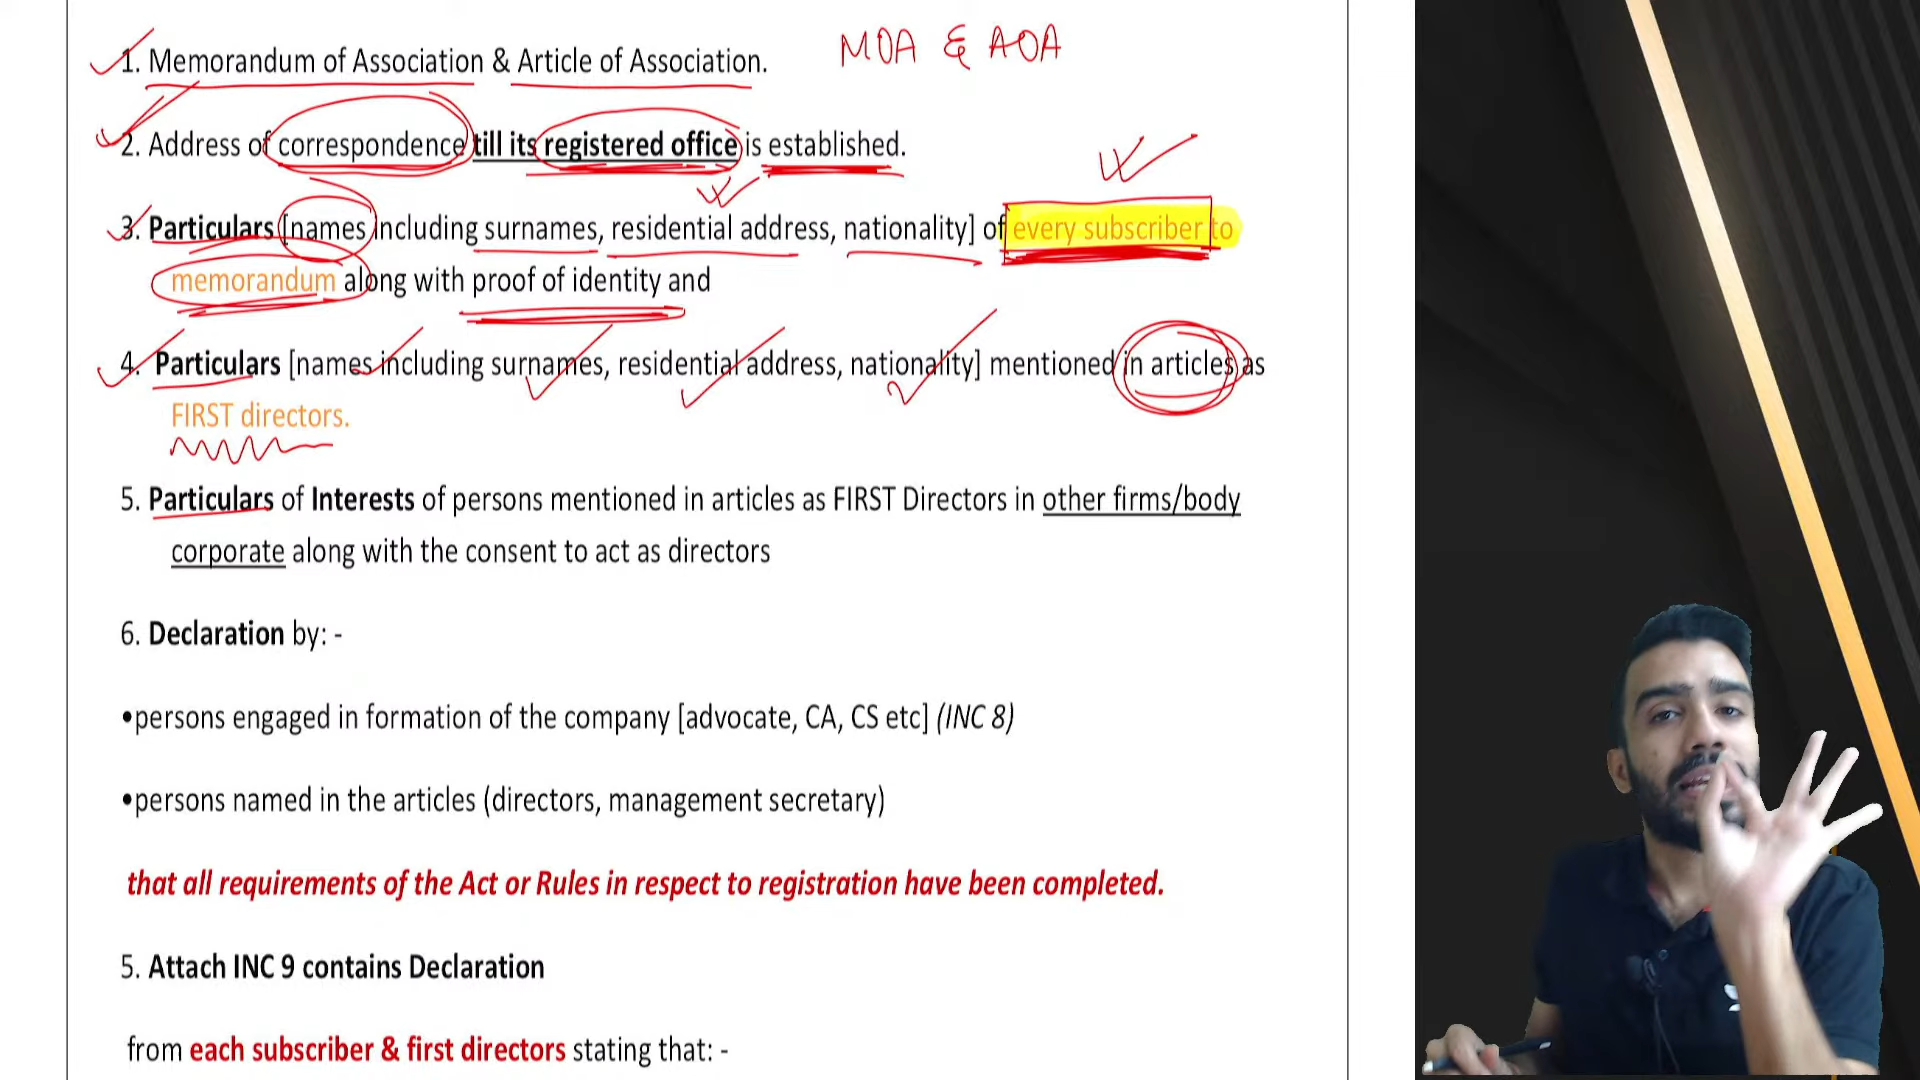 1. Memorandum of Association & Article of Association.
MOA & AOA
2. Address of correspondence till its registered office is established.
3. Particulars [names including surnames, residential address, nationality] of every subscriber to
memorandum along with proof of identity and
4. Particulars [names including surnames, residential address, nationality] mentioned in articles as
FIRST directors.
5. Particulars of Interests of persons mentioned in articles as FIRST Directors in other firms/body
corporate along with the consent to act as directors
6. Declaration by: -
•persons engaged in formation of the company [advocate, CA, CS etc] (INC 8)
•persons named in the articles (directors, management secretary)
that all requirements of the Act or Rules in respect to registration have been completed.
5. Attach INC 9 contains Declaration
from each subscriber & first directors stating that: -